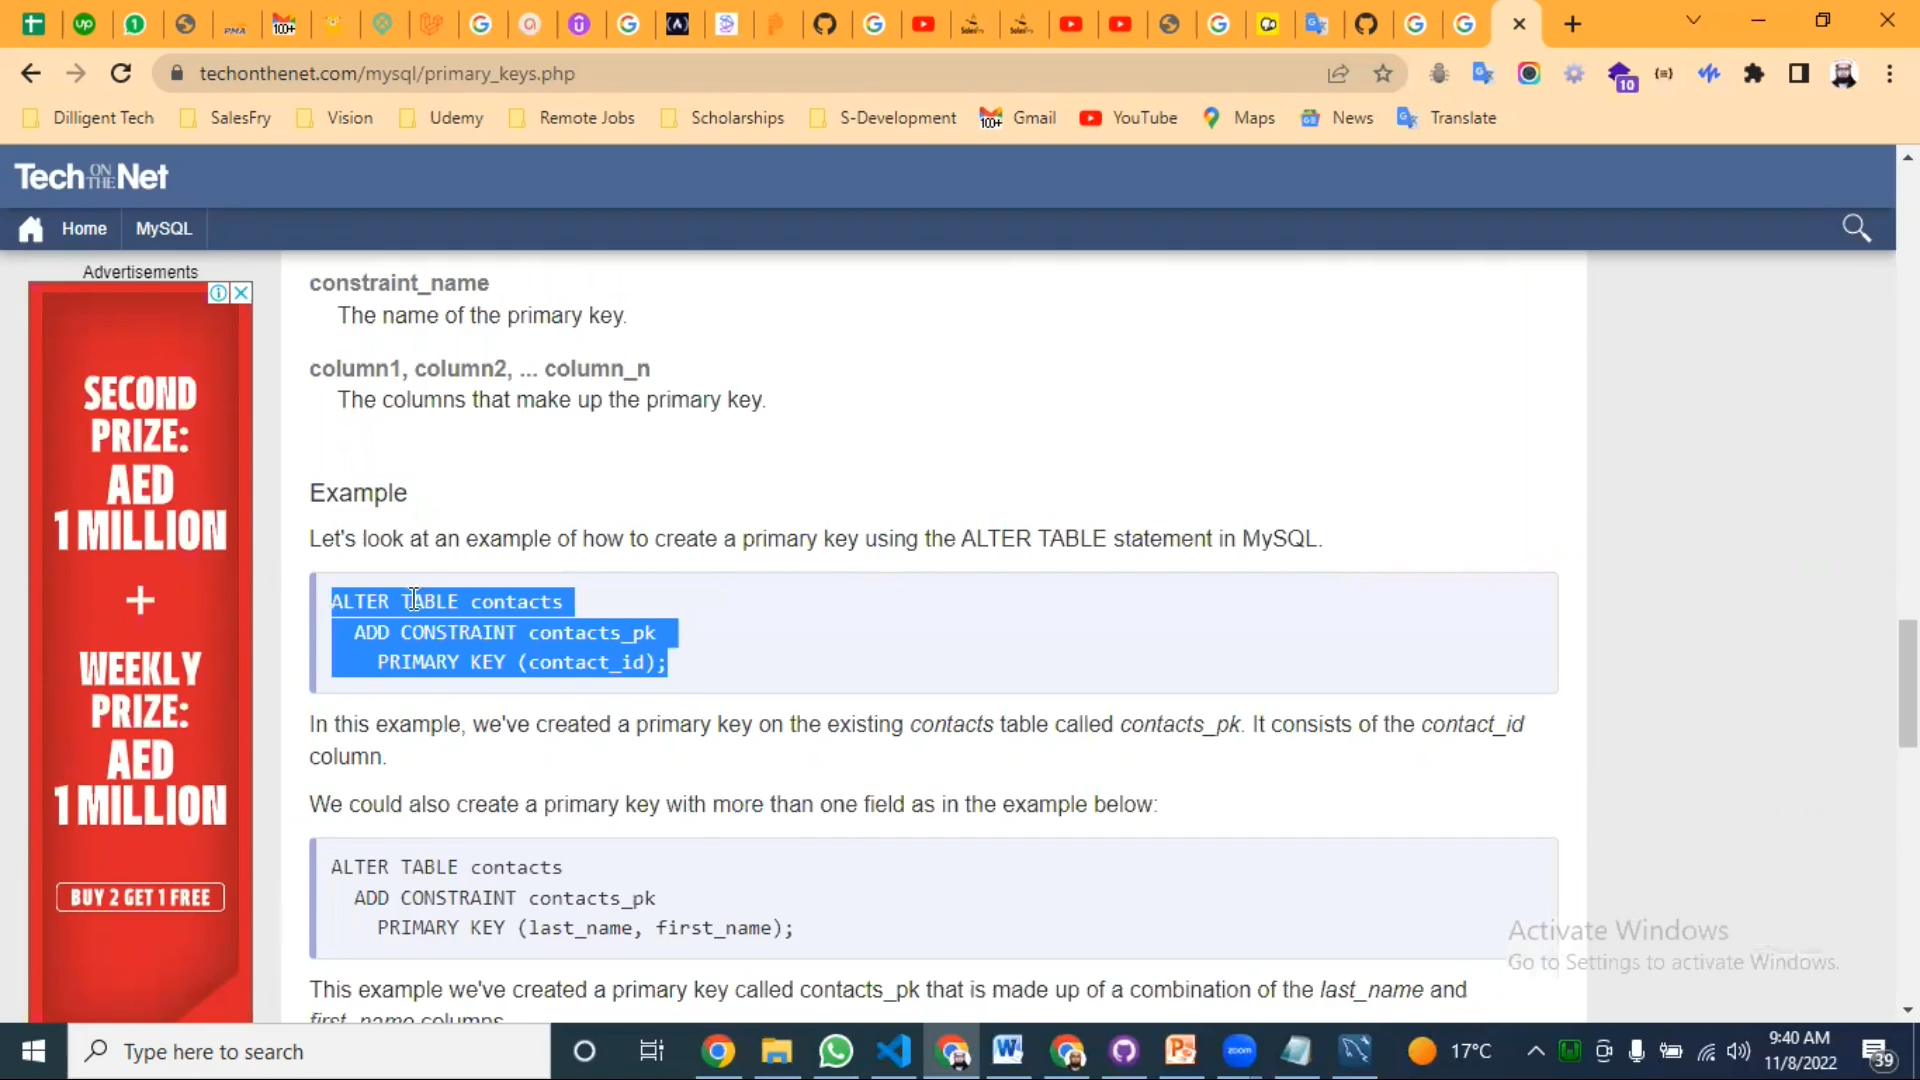 techonthenet.com/mysql/primary_keys.php
10
Dilligent Tech
SalesFry
Vision
Udemy
Remote Jobs
Scholarships
S-Development
100+
Gmail
YouTube
Maps
News
Translate
Tech ON THE Net
Home
MySQL
Advertisements
SECOND
PRIZE:
AED
1 MILLION
+
WEEKLY
PRIZE:
AED
1 MILLION
BUY 2 GET 1 FREE
constraint_name
The name of the primary key.
column1, column2, ... column_n
The columns that make up the primary key.
Example
Let's look at an example of how to create a primary key using the ALTER TABLE statement in MySQL.
ALTER TABLE contacts
ADD CONSTRAINT contacts_pk
PRIMARY KEY (contact_id);
In this example, we've created a primary key on the existing contacts table called contacts_pk. It consists of the contact_id
column.
We could also create a primary key with more than one field as in the example below:
ALTER TABLE contacts
ADD CONSTRAINT contacts_pk
PRIMARY KEY (last_name, first_name);
This example we've created a primary key called contacts_pk that is made up of a combination of the last_name and
first_name columns.
Activate Windows
Go to Settings to activate Windows.
Type here to search
zoom
17°C
9:40 AM
11/8/2022
39